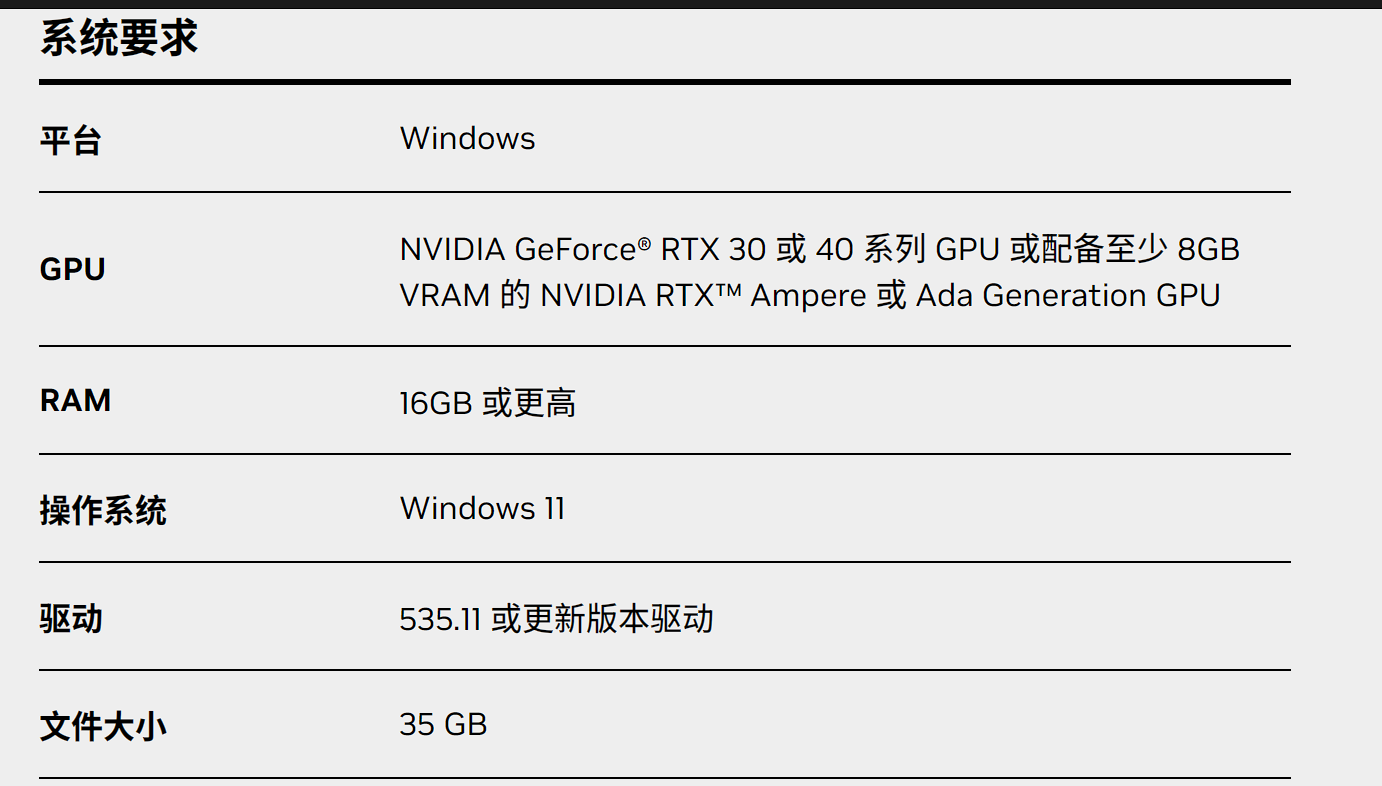 系统要求
平台
Windows
GPU
NVIDIA GeForce® RTX 30 或 40 系列 GPU 或配备至少 8GB
VRAM 的 NVIDIA RTX™ Ampere 或 Ada Generation GPU
RAM
16GB 或更高
操作系统
Windows 11
驱动
535.11 或更新版本驱动
文件大小
35 GB